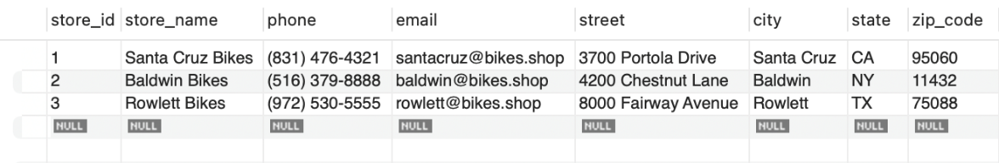 store_id store_name phone email street city state zip_code
1 Santa Cruz Bikes (831) 476-4321 santacruz@bikes.shop 3700 Portola Drive Santa Cruz CA 95060
2 Baldwin Bikes (516) 379-8888 baldwin@bikes.shop 4200 Chestnut Lane Baldwin NY 11432
3 Rowlett Bikes (972) 530-5555 rowlett@bikes.shop 8000 Fairway Avenue Rowlett TX 75088
NULL NULL NULL NULL NULL NULL NULL NULL